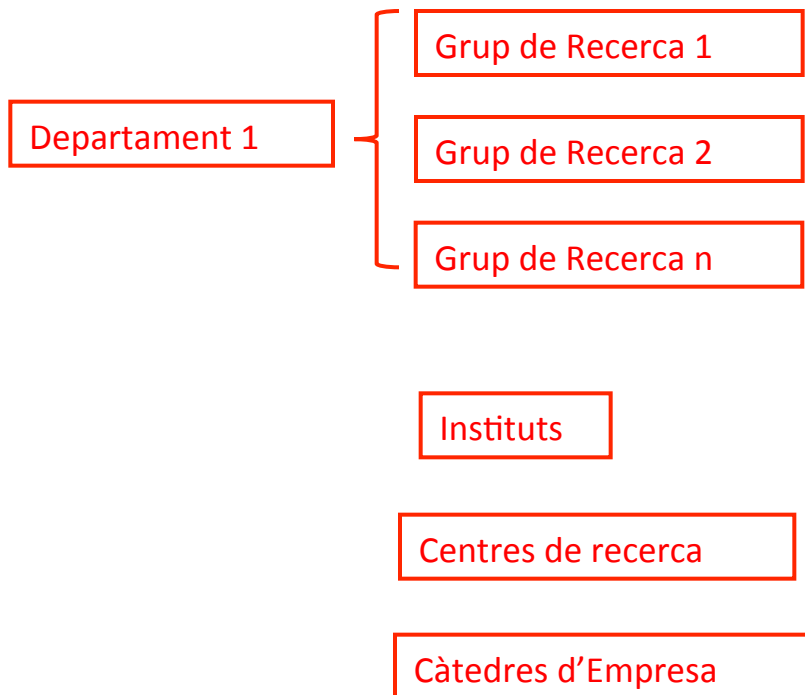 Grup de Recerca 1
Departament 1
Grup de Recerca 2
Grup de Recerca n
Instituts
Centres de recerca
Càtedres d’Empresa